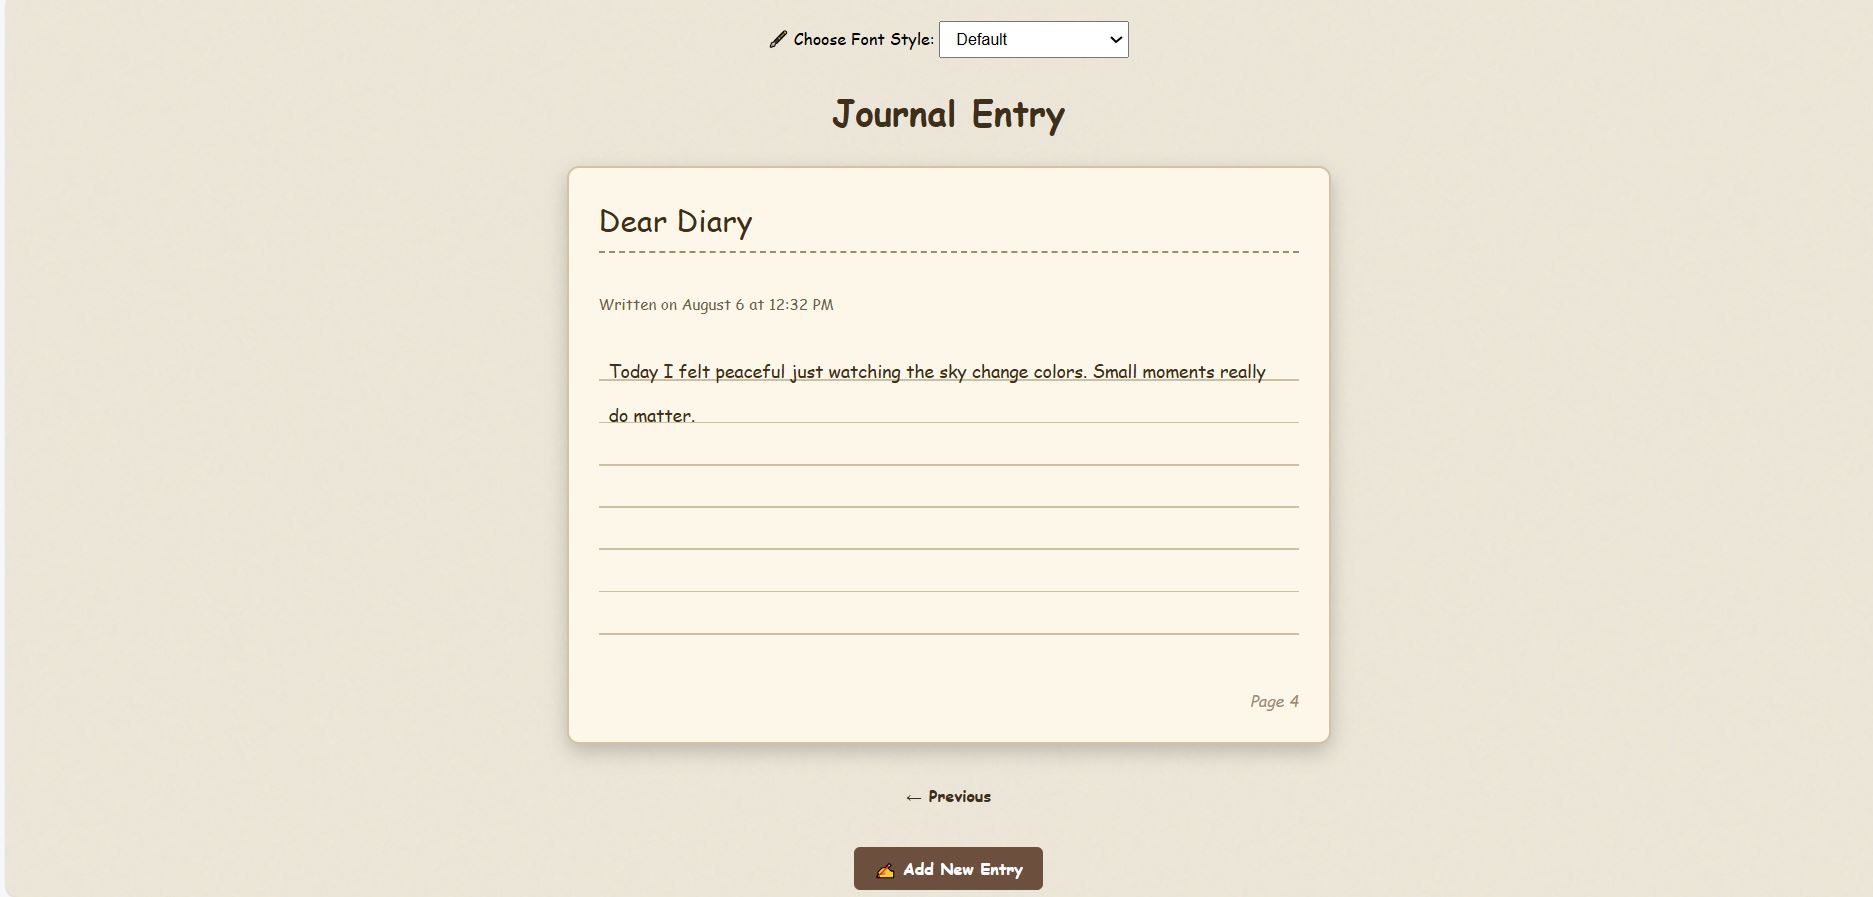 🖌 Choose Font Style: Default
Journal Entry
Dear Diary
Written on August 6 at 12:32 PM
Today I felt peaceful just watching the sky change colors. Small moments really
do matter.
Page 4
← Previous
✍ Add New Entry